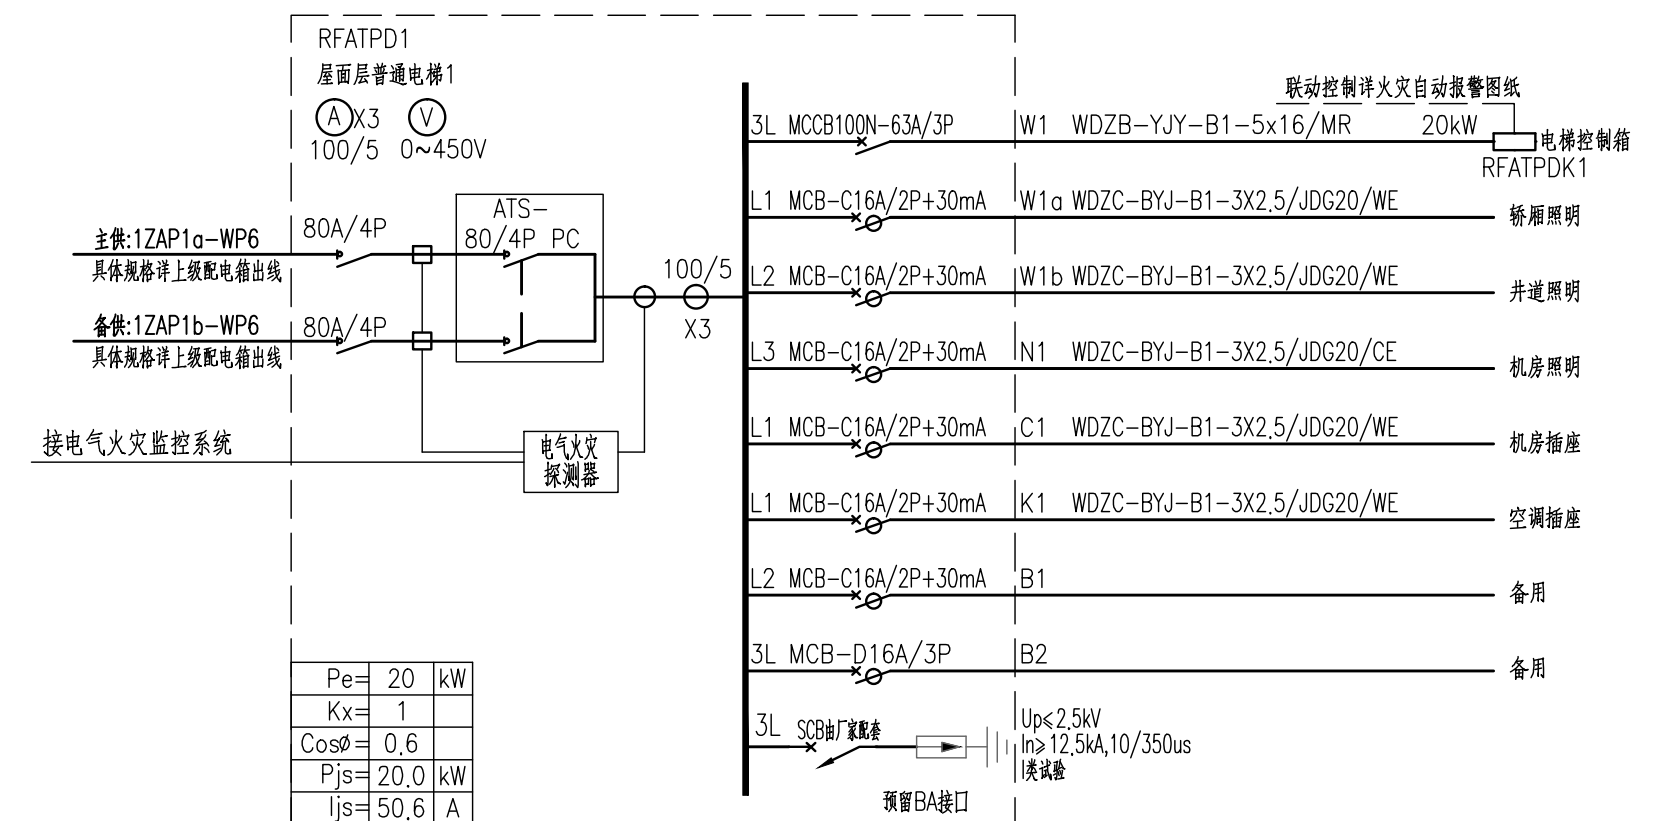 RFATPD1
屋面层普通电梯1
A X3 V
100/5 0~450V
联动控制详火灾自动报警图纸
3L MCCB100N-63A/3P W1 WDZB-YJY-B1-5x16/MR 20kW 电梯控制箱
RFATPDK1
L1 MCB-C16A/2P+30mA W1a WDZC-BYJ-B1-3X2.5/JDG20/WE 轿厢照明
ATS-
80/4P PC
80A/4P
主供:1ZAP1a-WP6
具体规格详上级配电箱出线
100/5
X3
L2 MCB-C16A/2P+30mA W1b WDZC-BYJ-B1-3X2.5/JDG20/WE 井道照明
80A/4P
备供:1ZAP1b-WP6
具体规格详上级配电箱出线
L3 MCB-C16A/2P+30mA N1 WDZC-BYJ-B1-3X2.5/JDG20/CE 机房照明
接电气火灾监控系统
电气火灾
探测器
L1 MCB-C16A/2P+30mA C1 WDZC-BYJ-B1-3X2.5/JDG20/WE 机房插座
L1 MCB-C16A/2P+30mA K1 WDZC-BYJ-B1-3X2.5/JDG20/WE 空调插座
L2 MCB-C16A/2P+30mA B1 备用
3L MCB-D16A/3P B2 备用
3L SCB由厂家配套
Up≤2.5kV
In≥12.5kA,10/350us
I类试验
预留BA接口
Pe= 20 kW
Kx= 1
CosØ= 0.6
Pjs= 20.0 kW
Ijs= 50.6 A